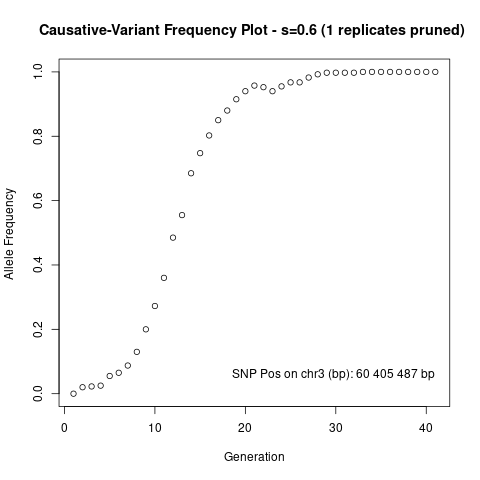 Causative-Variant Frequency Plot - s=0.6 (1 replicates pruned)
1.0
0.8
0.6
0.4
0.2
0.0
Allele Frequency
SNP Pos on chr3 (bp): 60 405 487 bp
0 10 20 30 40
Generation